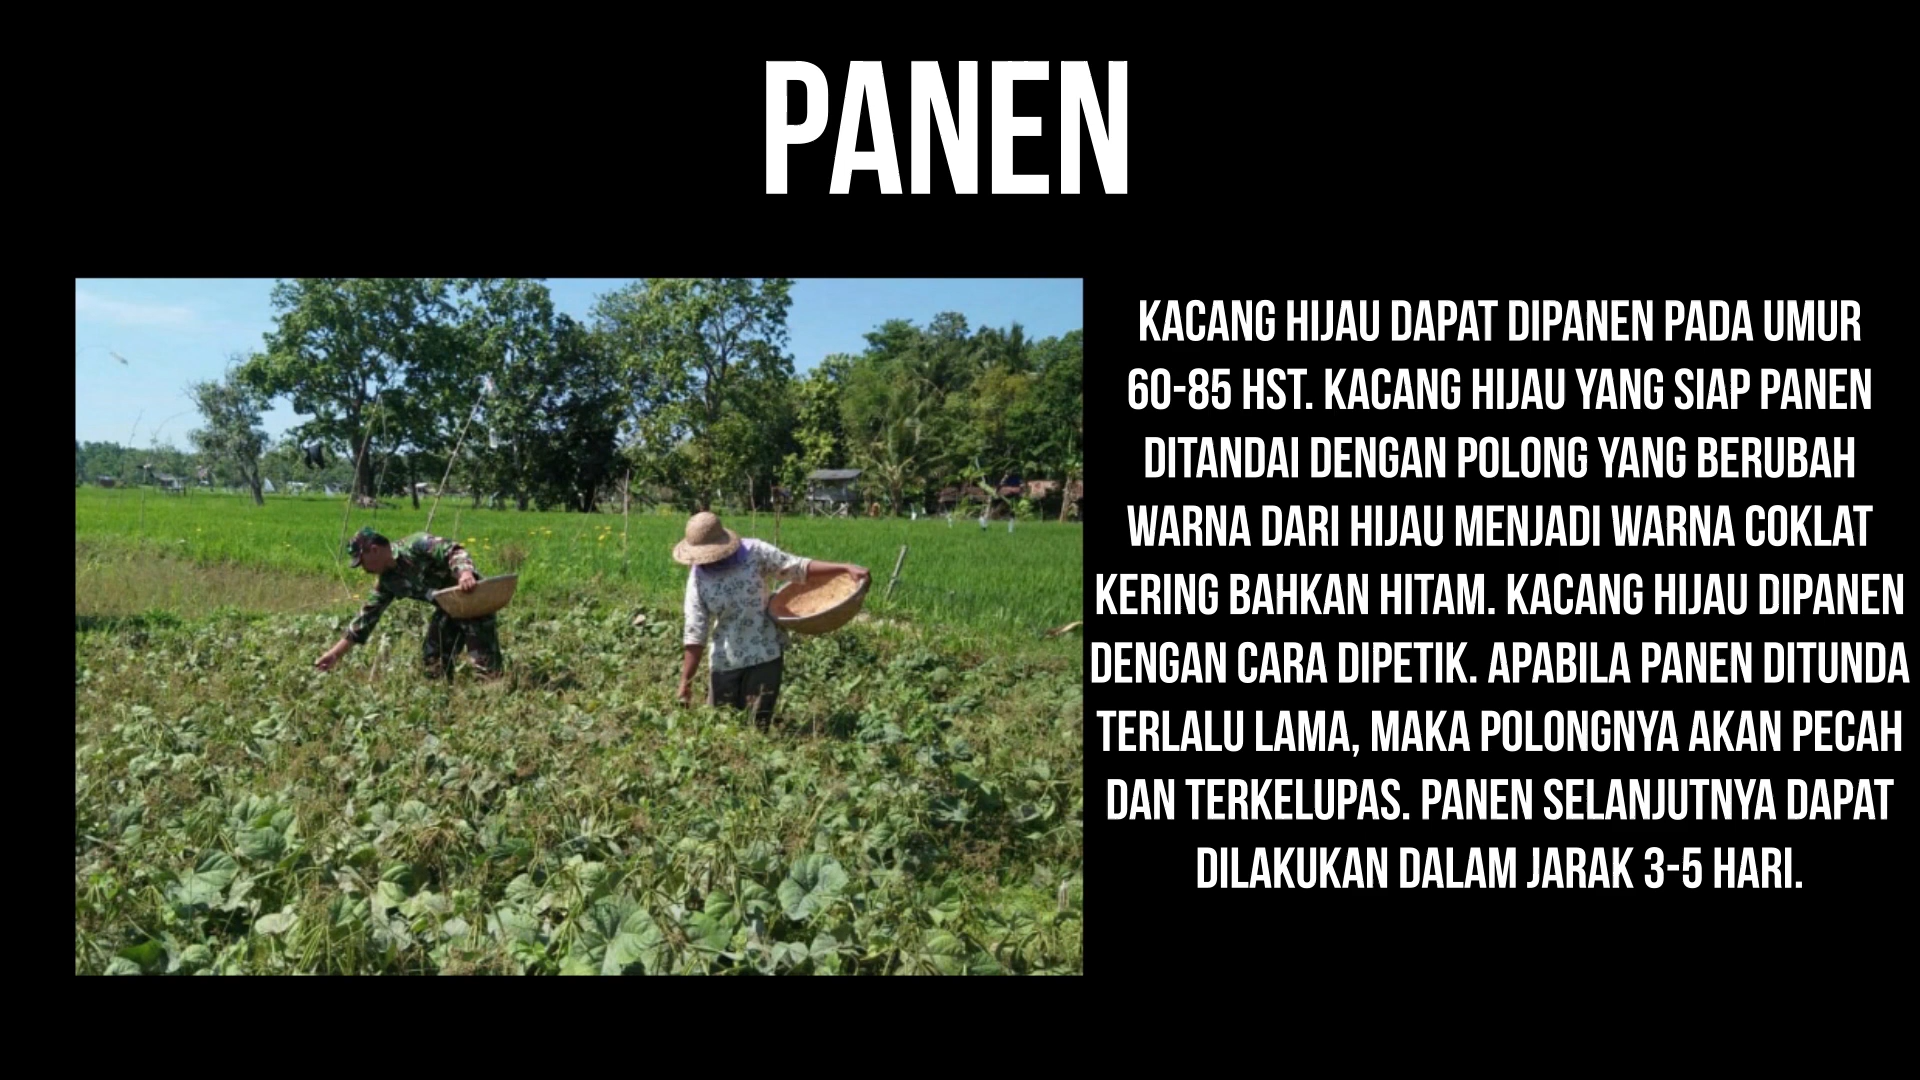 PANEN
KACANG HIJAU DAPAT DIPANEN PADA UMUR
60-85 HST. KACANG HIJAU YANG SIAP PANEN
DITANDAI DENGAN POLONG YANG BERUBAH
WARNA DARI HIJAU MENJADI WARNA COKLAT
KERING BAHKAN HITAM. KACANG HIJAU DIPANEN
DENGAN CARA DIPETIK. APABILA PANEN DITUNDA
TERLALU LAMA, MAKA POLONGNYA AKAN PECAH
DAN TERKELUPAS. PANEN SELANJUTNYA DAPAT
DILAKUKAN DALAM JARAK 3-5 HARI.